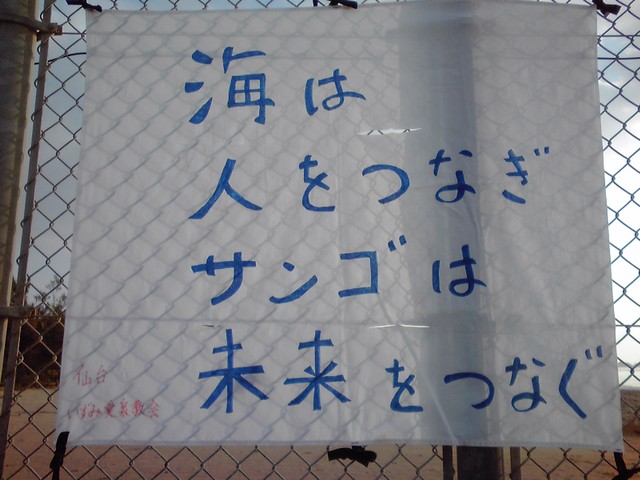 海は
人をつなぎ
サンゴは
未来をつなぐ
仙台